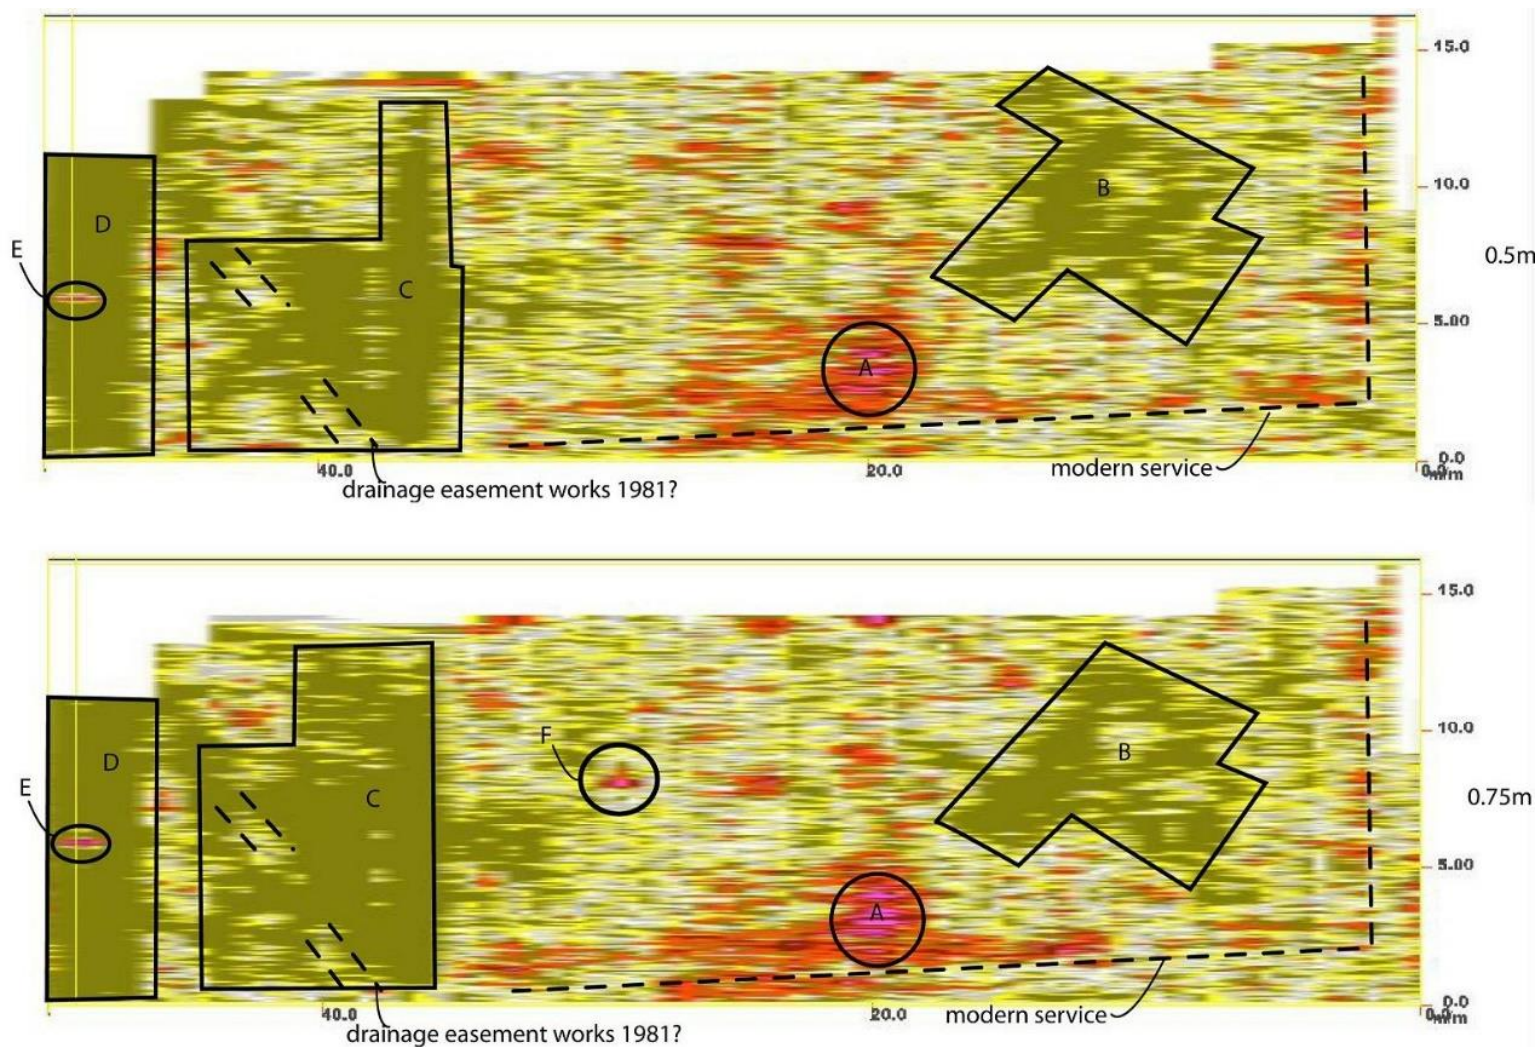 15.0
B
10.0
D
E
0.5m
C
5.00
A
0.0
modern service
40.0
20.0
0.0
m/m
drainage easement works 1981?
15.0
F
10.0
B
D
E
0.75m
C
5.00
A
0.0
modern service
40.0
20.0
m/m
drainage easement works 1981?